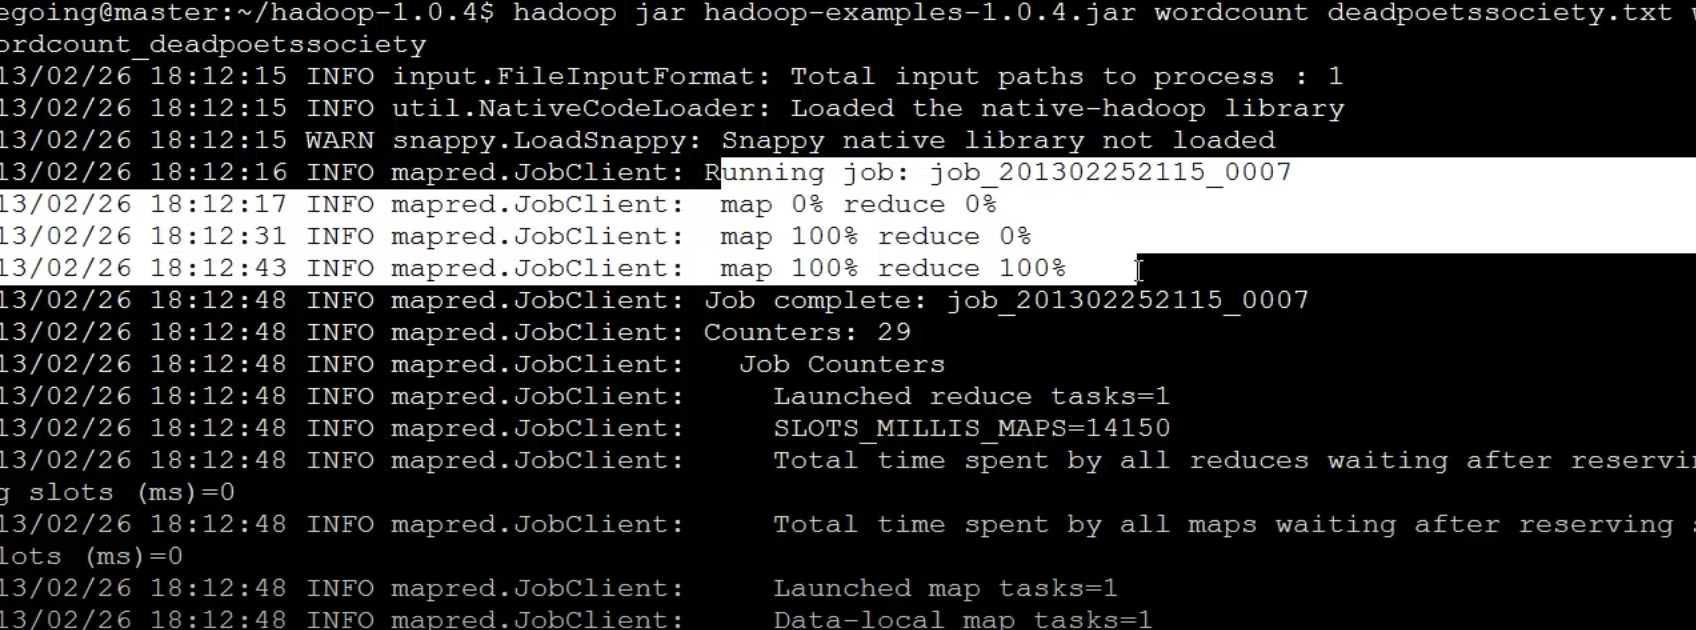 egoing@master:~/hadoop-1.0.4$ hadoop jar hadoop-examples-1.0.4.jar wordcount deadpoetssociety.txt w
ordcount_deadpoetssociety
13/02/26 18:12:15 INFO input.FileInputFormat: Total input paths to process : 1
13/02/26 18:12:15 INFO util.NativeCodeLoader: Loaded the native-hadoop library
13/02/26 18:12:15 WARN snappy.LoadSnappy: Snappy native library not loaded
13/02/26 18:12:16 INFO mapred.JobClient: Running job: job_201302252115_0007
13/02/26 18:12:17 INFO mapred.JobClient:  map 0% reduce 0%
13/02/26 18:12:31 INFO mapred.JobClient:  map 100% reduce 0%
13/02/26 18:12:43 INFO mapred.JobClient:  map 100% reduce 100%
13/02/26 18:12:48 INFO mapred.JobClient: Job complete: job_201302252115_0007
13/02/26 18:12:48 INFO mapred.JobClient: Counters: 29
13/02/26 18:12:48 INFO mapred.JobClient:   Job Counters
13/02/26 18:12:48 INFO mapred.JobClient:     Launched reduce tasks=1
13/02/26 18:12:48 INFO mapred.JobClient:     SLOTS_MILLIS_MAPS=14150
13/02/26 18:12:48 INFO mapred.JobClient:     Total time spent by all reduces waiting after reservin
g slots (ms)=0
13/02/26 18:12:48 INFO mapred.JobClient:     Total time spent by all maps waiting after reserving s
lots (ms)=0
13/02/26 18:12:48 INFO mapred.JobClient:     Launched map tasks=1
13/02/26 18:12:48 INFO mapred.JobClient:     Data-local map tasks=1